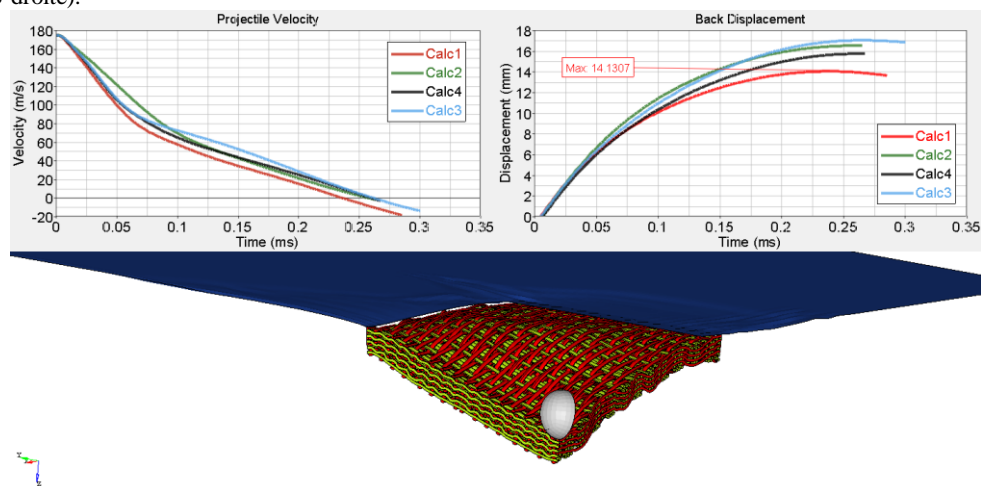 droite).
Projectile Velocity
180
160
140
120
100
80
60
40
20
0
-20
Velocity (m/s)
Calc1
Calc2
Calc4
Calc3
0 0.05 0.1 0.15 0.2 0.25 0.3 0.35
Time (ms)
Back Displacement
18
16
14
12
10
8
6
4
2
0
Displacement (mm)
Max: 14.1307
Calc1
Calc2
Calc4
Calc3
0 0.05 0.1 0.15 0.2 0.25 0.3 0.35
Time (ms)